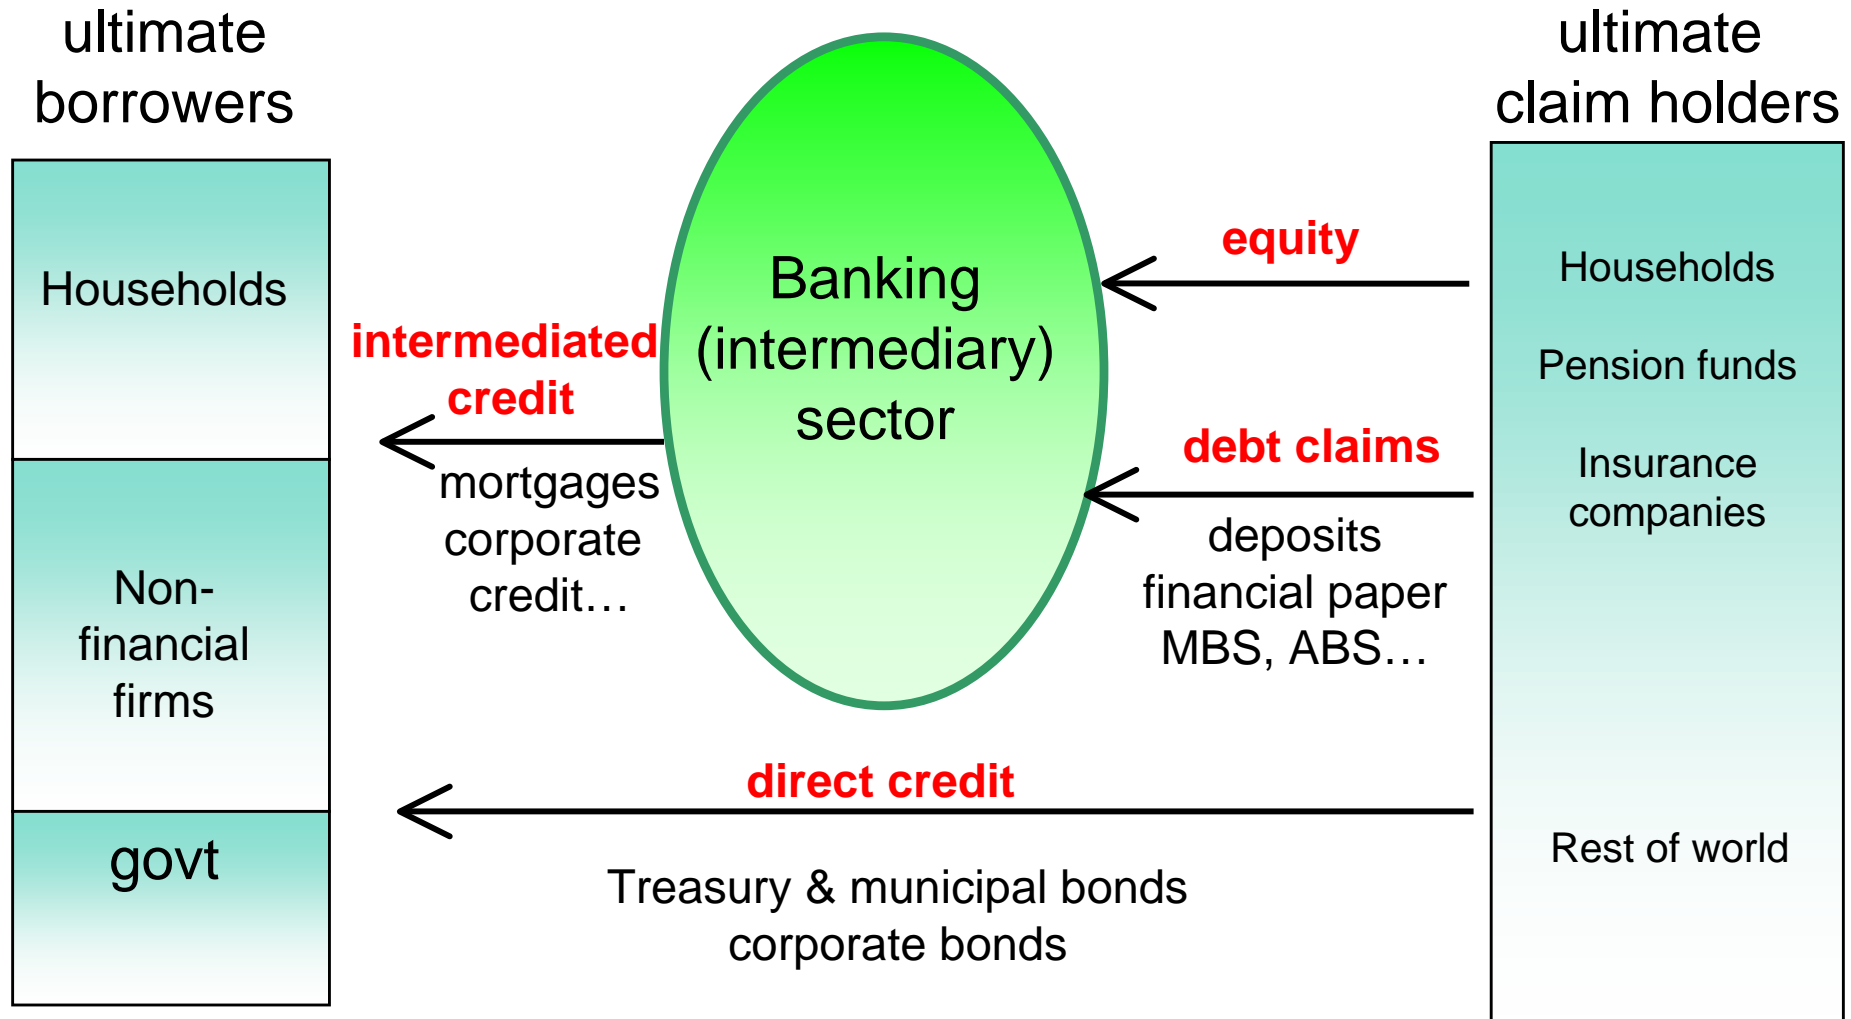 ultimate
borrowers
Households
Non-
financial
firms
govt
intermediated
credit
mortgages
corporate
credit…
Banking
(intermediary)
sector
equity
debt claims
deposits
financial paper
MBS, ABS…
direct credit
Treasury & municipal bonds
corporate bonds
ultimate
claim holders
Households
Pension funds
Insurance
companies
Rest of world